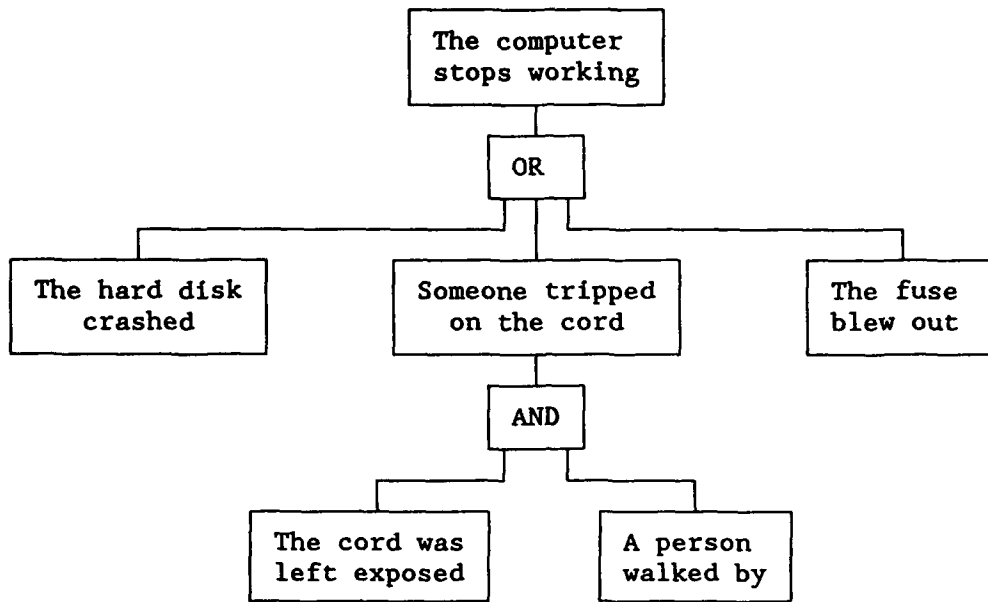 The computer
stops working
OR
The hard disk
crashed
Someone tripped
on the cord
The fuse
blew out
AND
The cord was
left exposed
A person
walked by